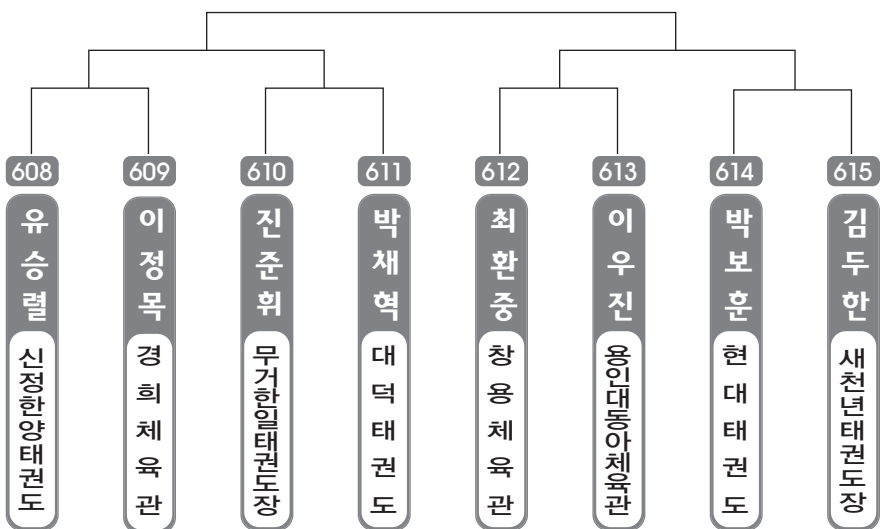 608
유승렬
신정한양태권도
609
이정목
경희체육관
610
진준휘
무거한일태권도장
611
박채혁
대덕태권도
612
최환중
창용체육관
613
이우진
용인대동아체육관
614
박보훈
현대태권도
615
김두한
새천년태권도장